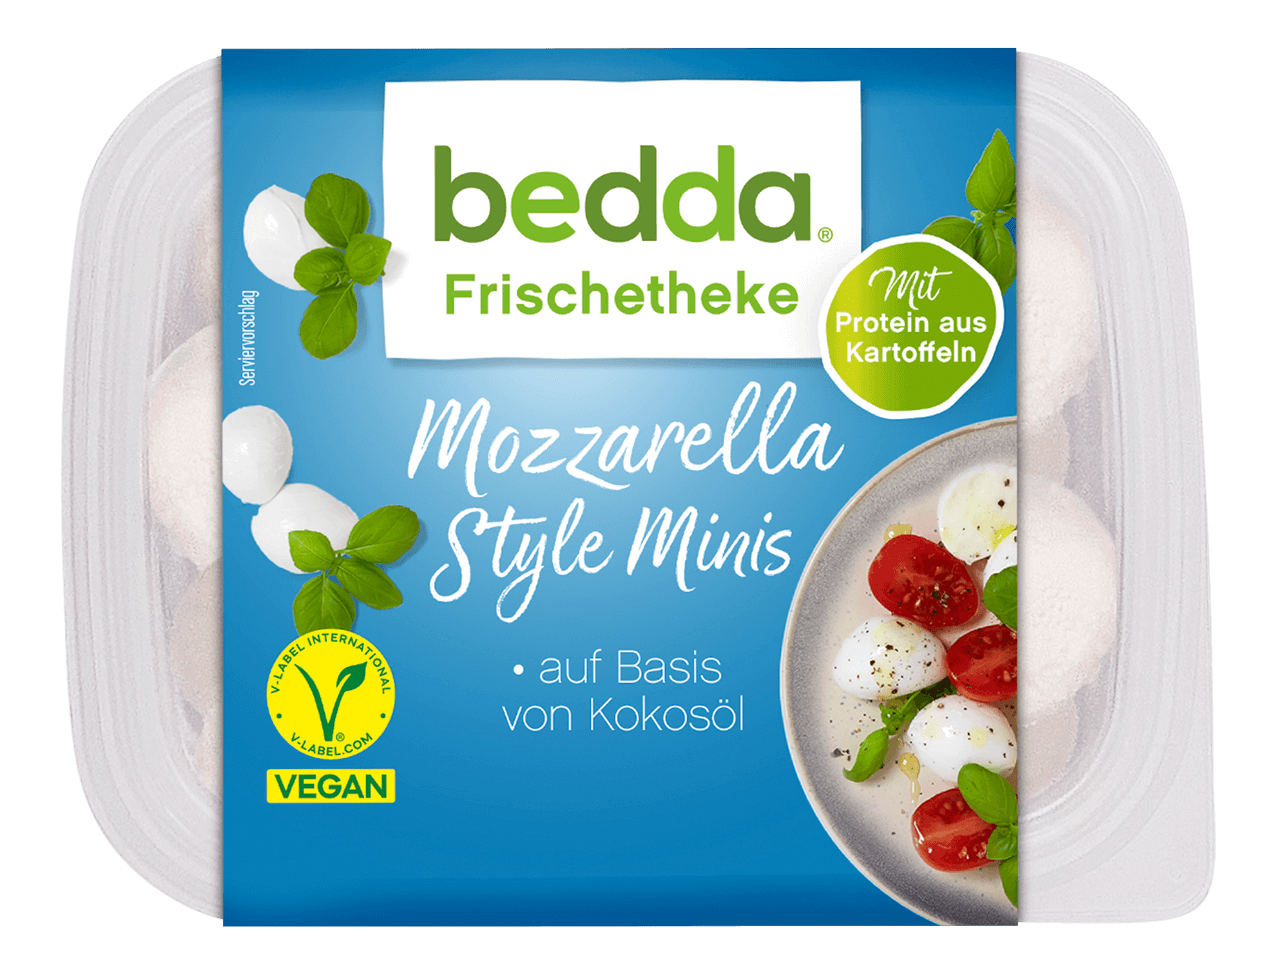 bedda®
Frischetheke
Mit
Protein aus
Kartoffeln
Serviervorschlag
Mozzarella
Style Minis
• auf Basis
von Kokosöl
V-LABEL INTERNATIONAL
®
• V-LABEL.COM •
VEGAN